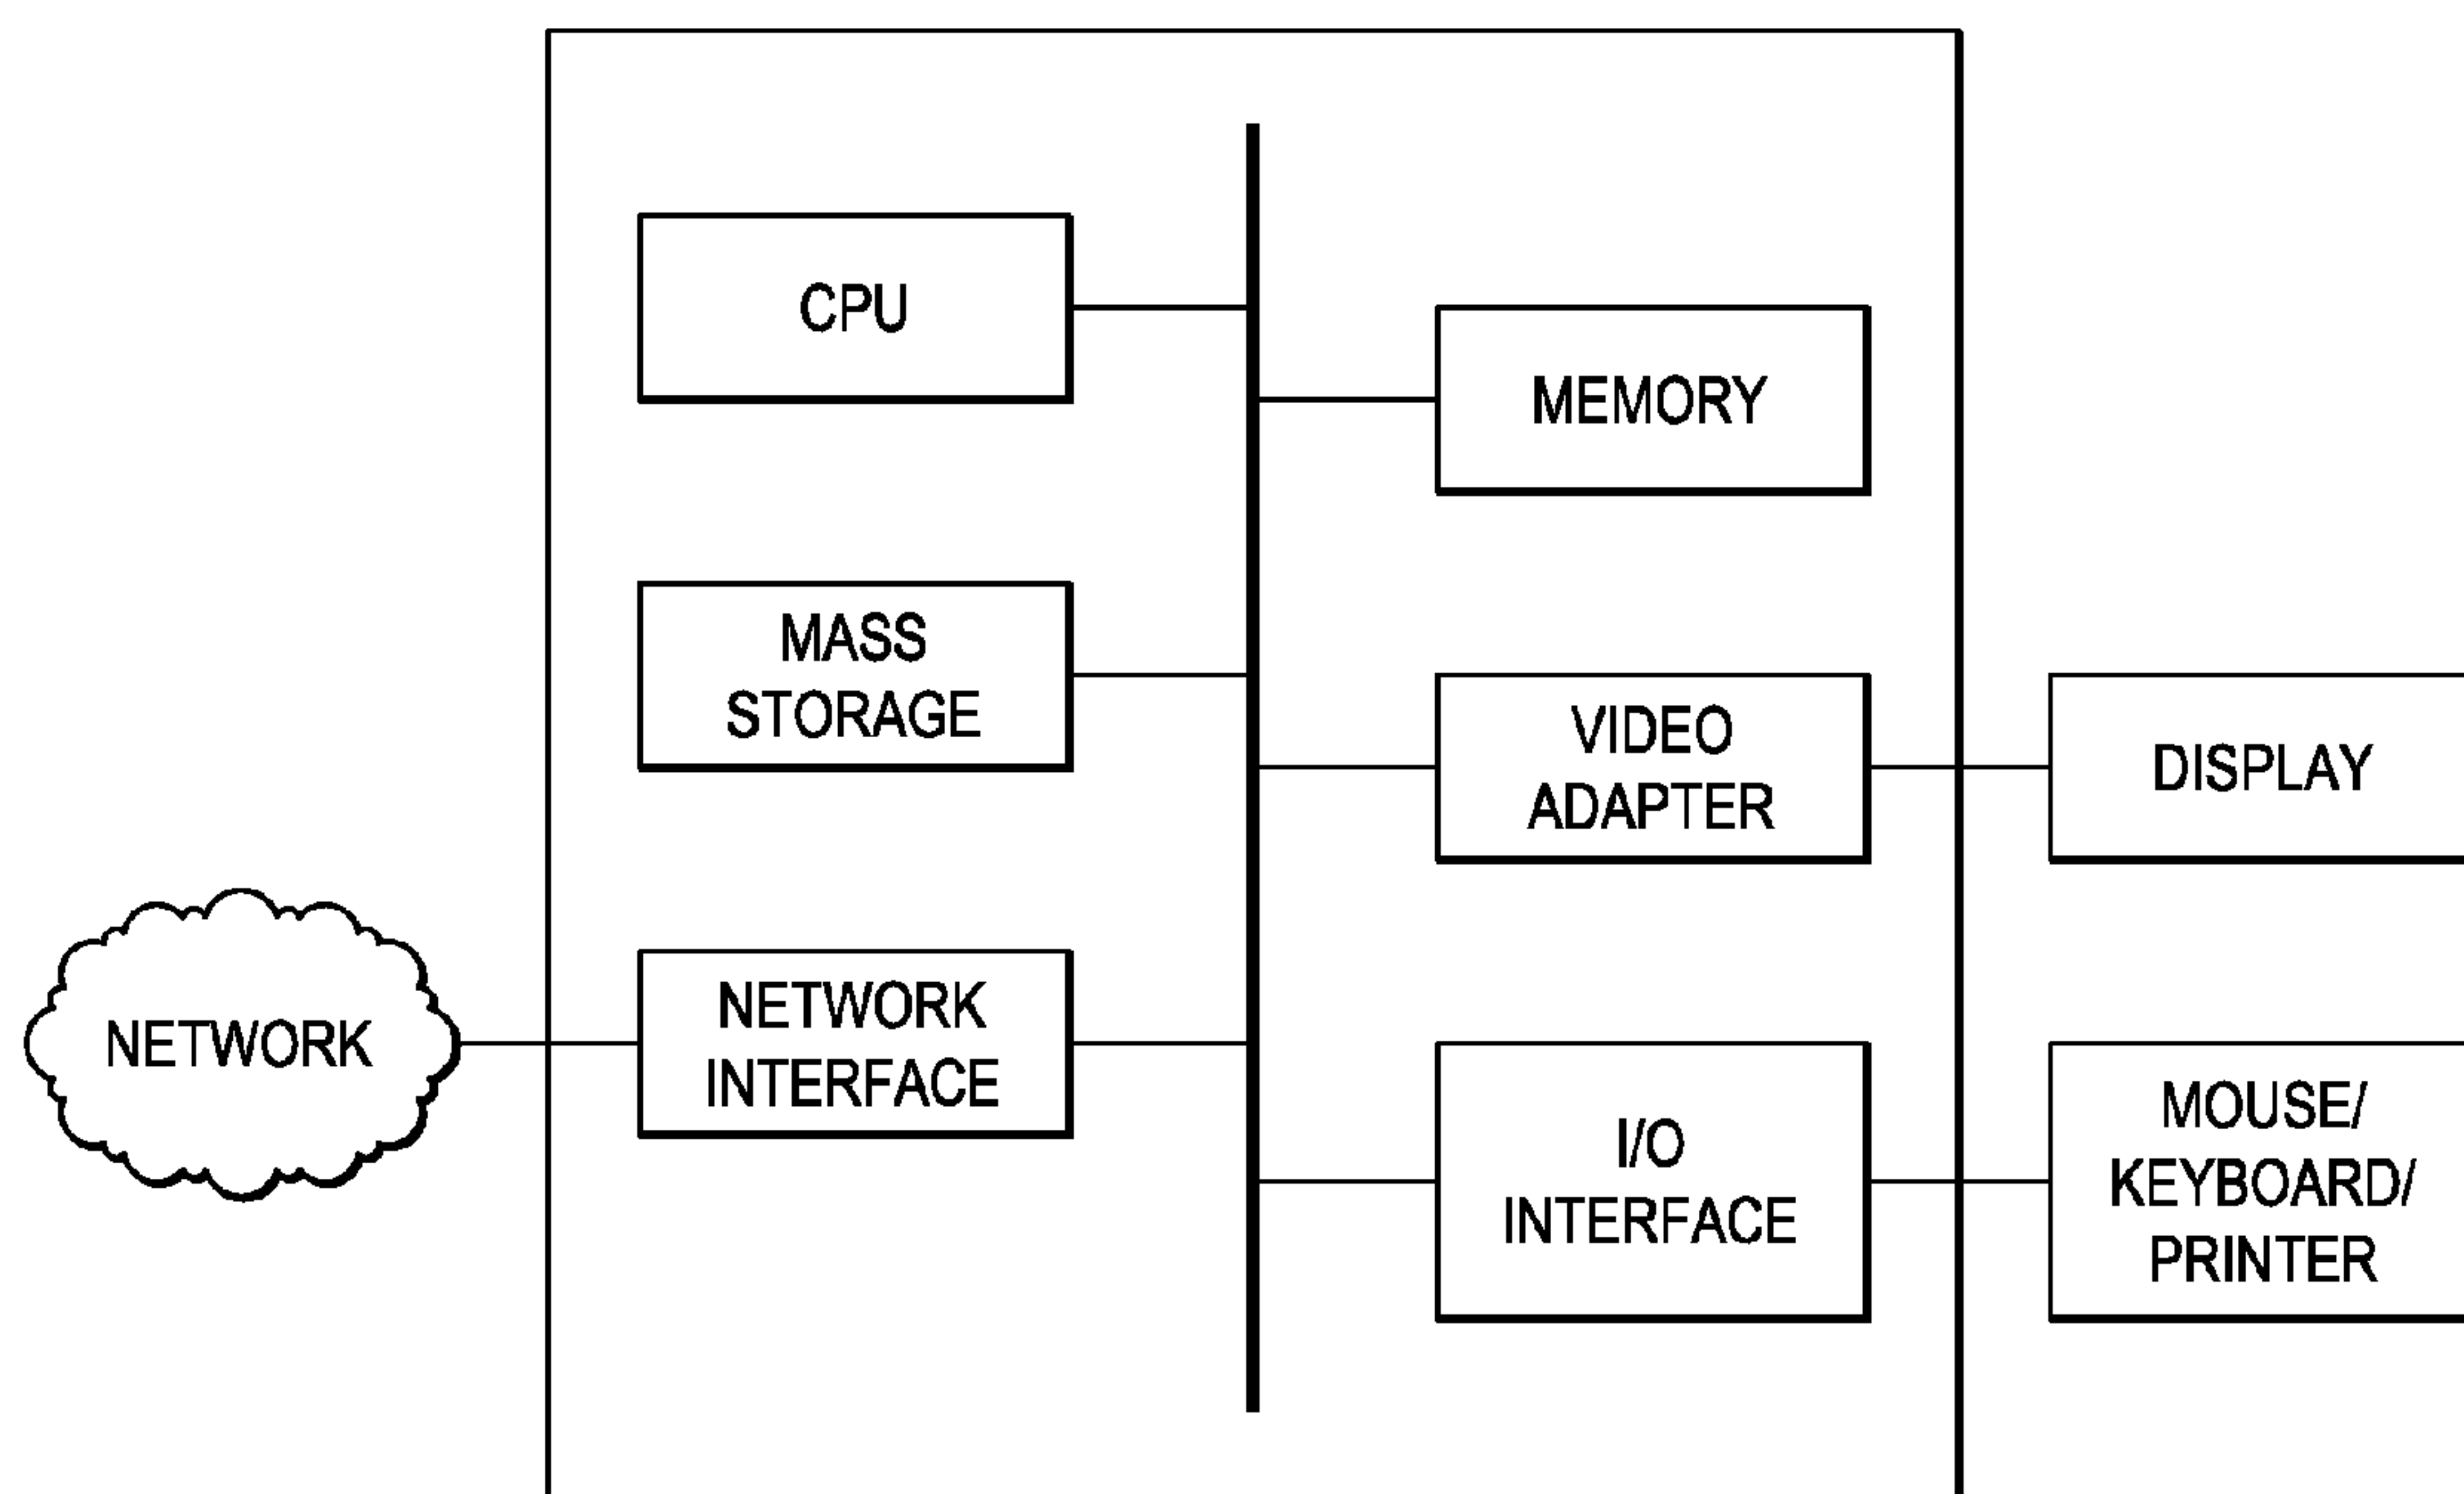 CPU
MEMORY
MASS
STORAGE
VIDEO
ADAPTER
DISPLAY
NETWORK
NETWORK
INTERFACE
I/O
INTERFACE
MOUSE/
KEYBOARD/
PRINTER